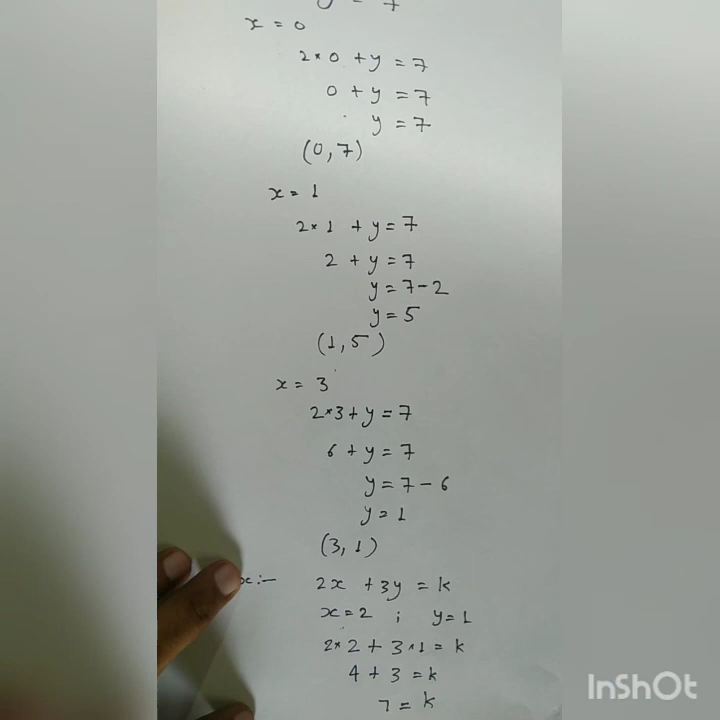 y = 7
x = 0
2 × 0 + y = 7
0 + y = 7
y = 7
(0, 7)
x = 1
2 × 1 + y = 7
2 + y = 7
y = 7 - 2
y = 5
(1, 5)
x = 3
2 × 3 + y = 7
6 + y = 7
y = 7 - 6
y = 1
(3, 1)
x :- 2x + 3y = k
x = 2 ; y = 1
2 × 2 + 3 × 1 = k
4 + 3 = k
7 = k
InShOt